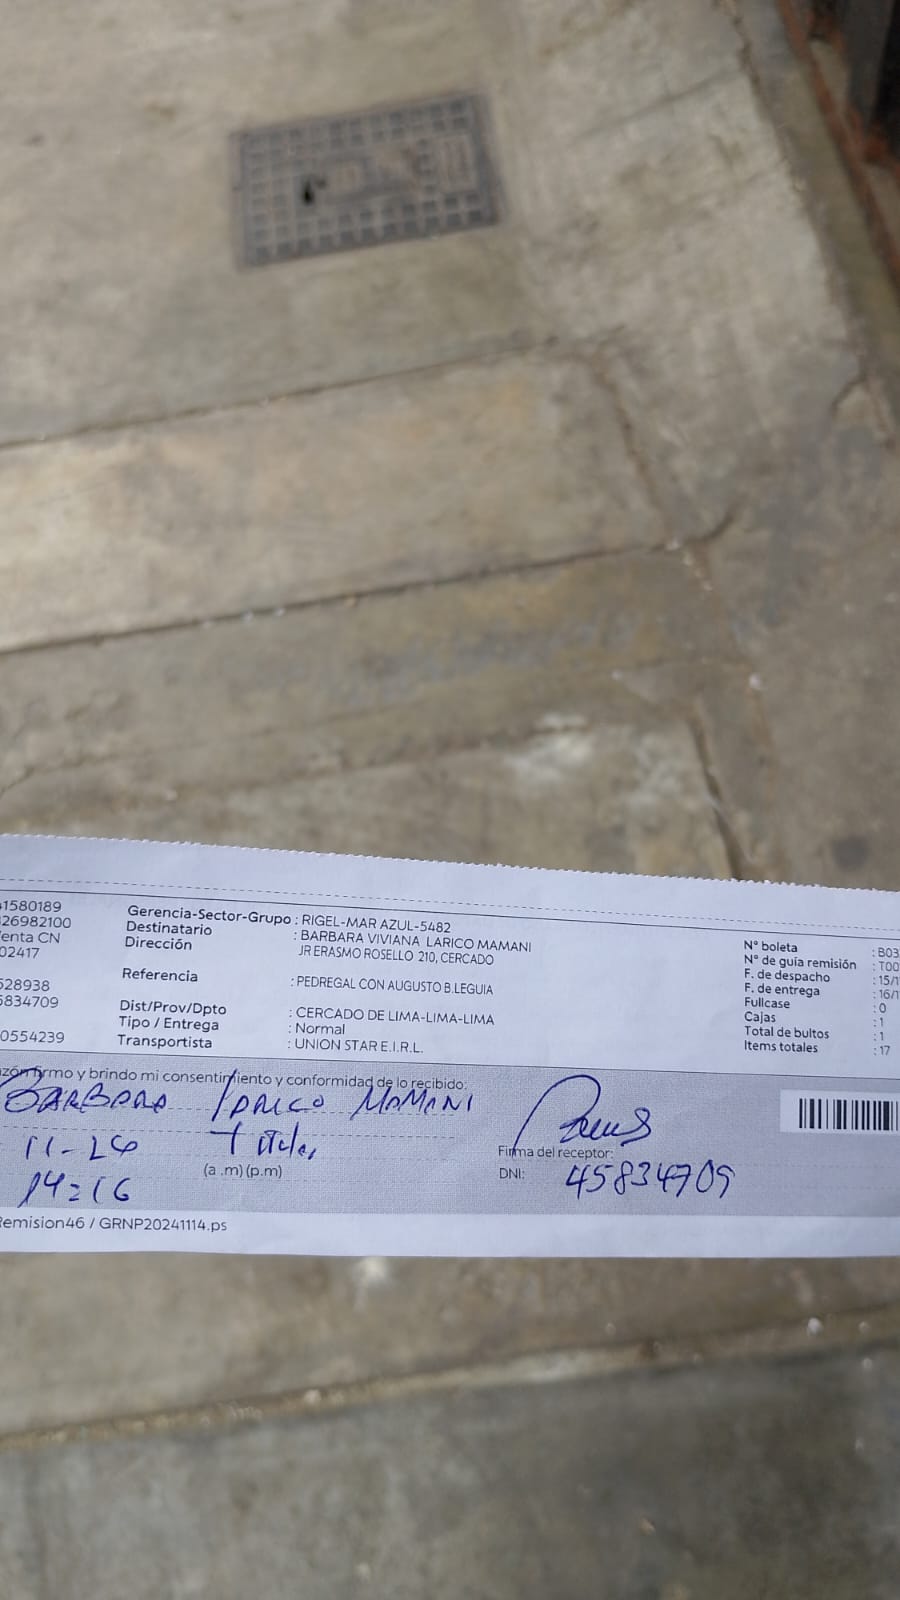 1580189
26982100
enta CN
02417
528938
5834709
0554239
Gerencia-Sector-Grupo : RIGEL-MAR AZUL-5482
Destinatario : BARBARA VIVIANA LARICO MAMANI
Dirección JR ERASMO ROSELLO 210, CERCADO
Referencia : PEDREGAL CON AUGUSTO B.LEGUIA
Dist/Prov/Dpto : CERCADO DE LIMA-LIMA-LIMA
Tipo / Entrega : Normal
Transportista : UNION STAR E.I.R.L.
N° boleta : B03
N° de guía remisión : T00
F. de despacho : 15/1
F. de entrega : 16/1
Fullcase : 0
Cajas : 1
Total de bultos : 1
Items totales : 17
zón firmo y brindo mi consentimiento y conformidad de lo recibido:
BARBARA LARICO MAMANI
Titular
14:16
(a .m) (p.m)
Firma del receptor:
DNI: 45834709
emision46 / GRNP20241114.ps